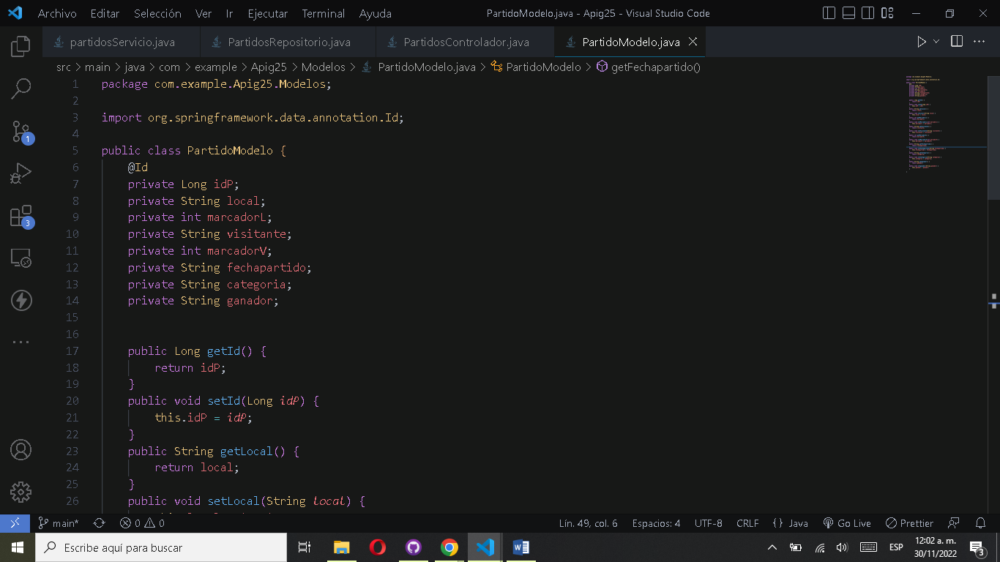 Archivo Editar Selección Ver Ir Ejecutar Terminal Ayuda PartidoModelo.java - Apig25 - Visual Studio Code
partidosServicio.java PartidosRepositorio.java PartidosControlador.java PartidoModelo.java
src > main > java > com > example > Apig25 > Modelos > PartidoModelo.java > PartidoModelo > getFechapartido()
1 package com.example.Apig25.Modelos;
2
3 import org.springframework.data.annotation.Id;
4
5 public class PartidoModelo {
6 @Id
7 private Long idP;
8 private String local;
9 private int marcadorL;
10 private String visitante;
11 private int marcadorV;
12 private String fechapartido;
13 private String categoria;
14 private String ganador;
15
16
17 public Long getId() {
18 return idP;
19 }
20 public void setId(Long idP) {
21 this.idP = idP;
22 }
23 public String getLocal() {
24 return local;
25 }
26 public void setLocal(String local) {
1
3
main* 0 0 Lín. 49, col. 6 Espacios: 4 UTF-8 CRLF {} Java Go Live Prettier
Escribe aquí para buscar
ESP
12:02 a. m.
30/11/2022
3